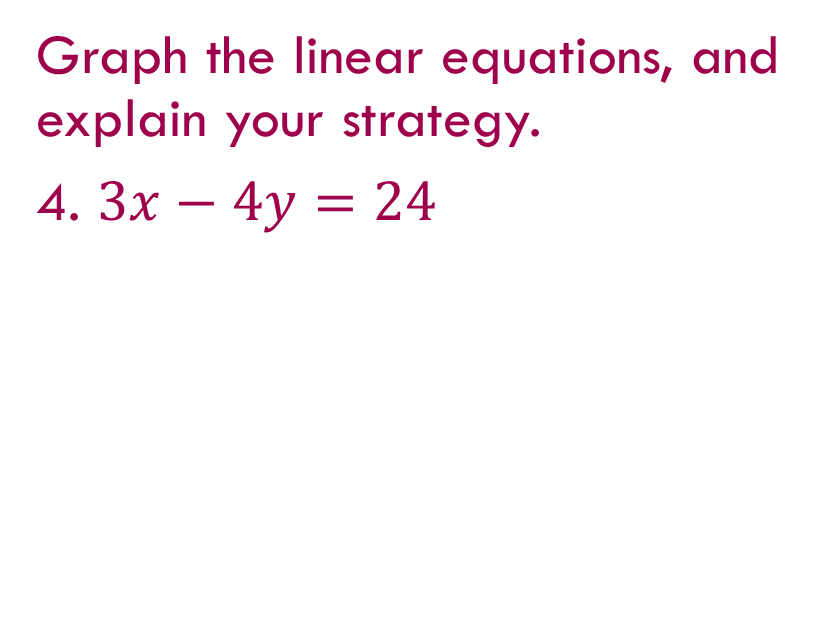 Graph the linear equations, and
explain your strategy.
4. 3x − 4y = 24